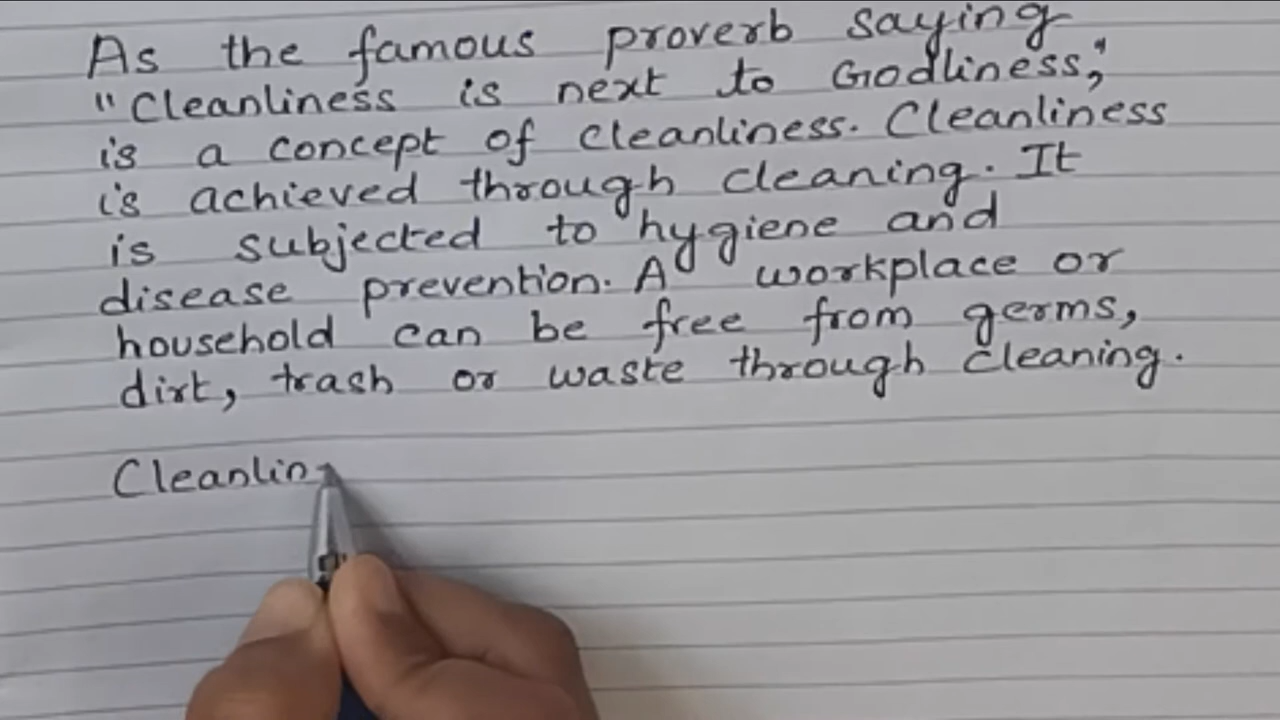 As the famous proverb saying
"Cleanliness is next to Godliness,"
is a concept of cleanliness. Cleanliness
is achieved through cleaning. It
is subjected to hygiene and
disease prevention. A workplace or
household can be free from germs,
dirt, trash or waste through cleaning.
Cleanlin